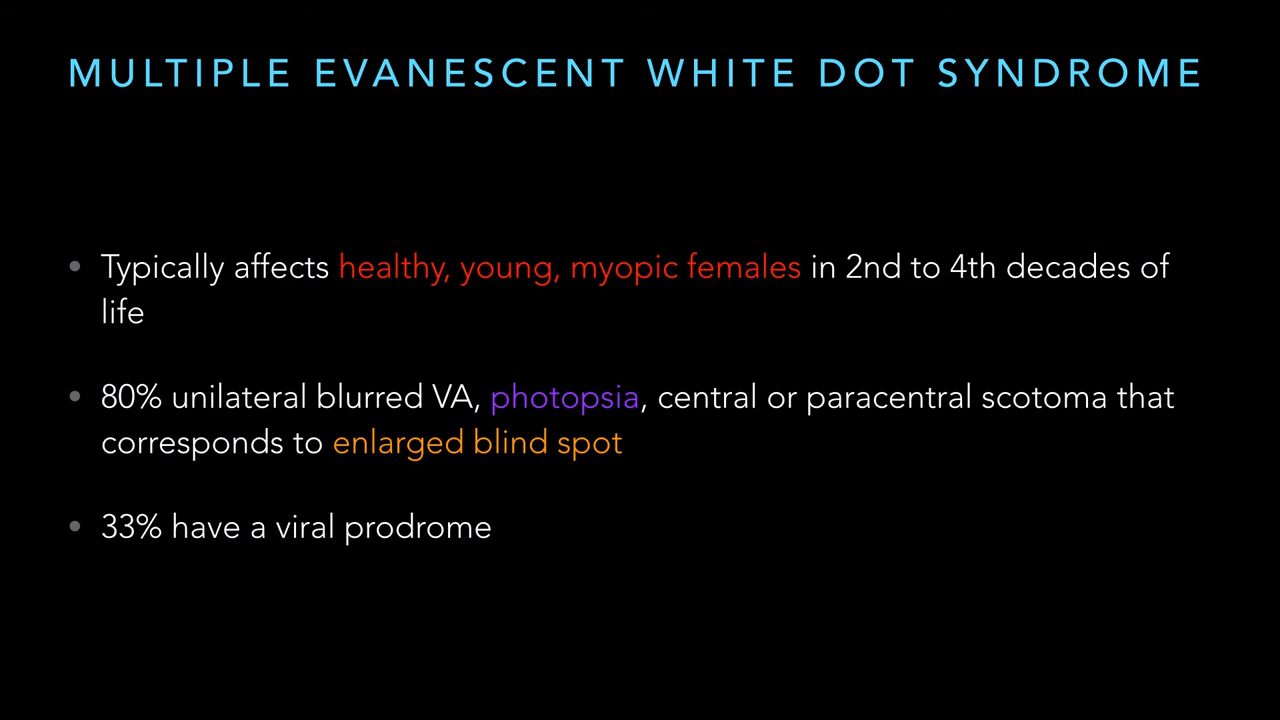 MULTIPLE EVANESCENT WHITE DOT SYNDROME
• Typically affects healthy, young, myopic females in 2nd to 4th decades of
life
• 80% unilateral blurred VA, photopsia, central or paracentral scotoma that
corresponds to enlarged blind spot
• 33% have a viral prodrome